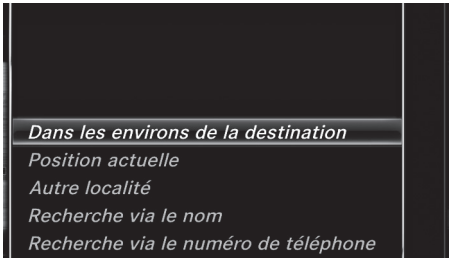 Dans les environs de la destination
Position actuelle
Autre localité
Recherche via le nom
Recherche via le numéro de téléphone